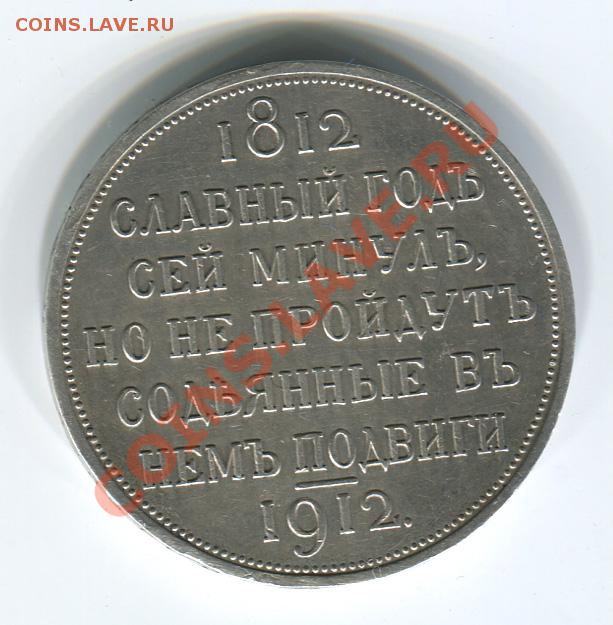 COINS.LAVE.RU
1812
СЛАВНЫЙ ГОДЪ
СЕЙ МИНУЛЪ,
НО НЕ ПРОЙДУТЪ
СОДѢЯННЫЕ ВЪ
НЕМЪ ПОДВИГИ
1912.
COINS.LAVE.RU